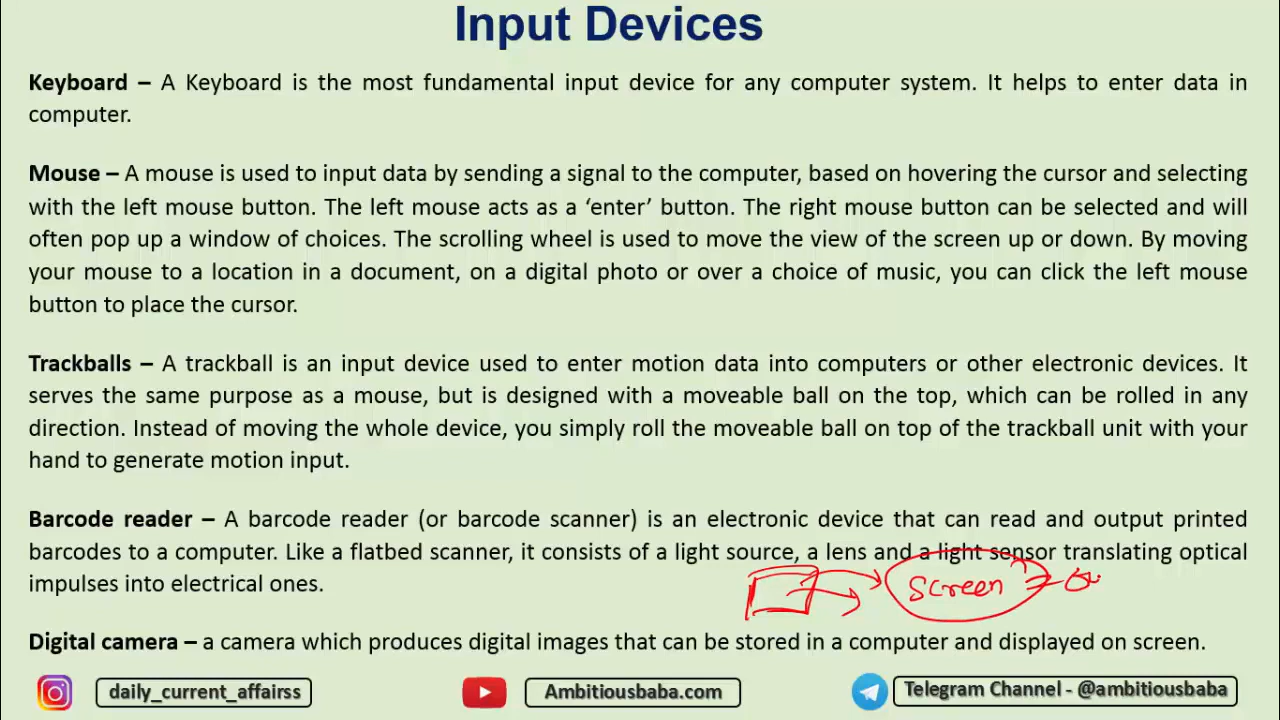 Input Devices
Keyboard – A Keyboard is the most fundamental input device for any computer system. It helps to enter data in
computer.
Mouse – A mouse is used to input data by sending a signal to the computer, based on hovering the cursor and selecting
with the left mouse button. The left mouse acts as a ‘enter’ button. The right mouse button can be selected and will
often pop up a window of choices. The scrolling wheel is used to move the view of the screen up or down. By moving
your mouse to a location in a document, on a digital photo or over a choice of music, you can click the left mouse
button to place the cursor.
Trackballs – A trackball is an input device used to enter motion data into computers or other electronic devices. It
serves the same purpose as a mouse, but is designed with a moveable ball on the top, which can be rolled in any
direction. Instead of moving the whole device, you simply roll the moveable ball on top of the trackball unit with your
hand to generate motion input.
Barcode reader – A barcode reader (or barcode scanner) is an electronic device that can read and output printed
barcodes to a computer. Like a flatbed scanner, it consists of a light source, a lens and a light sensor translating optical
impulses into electrical ones.
Screen
Digital camera – a camera which produces digital images that can be stored in a computer and displayed on screen.
daily_current_affairss
Ambitiousbaba.com
Telegram Channel - @ambitiousbaba